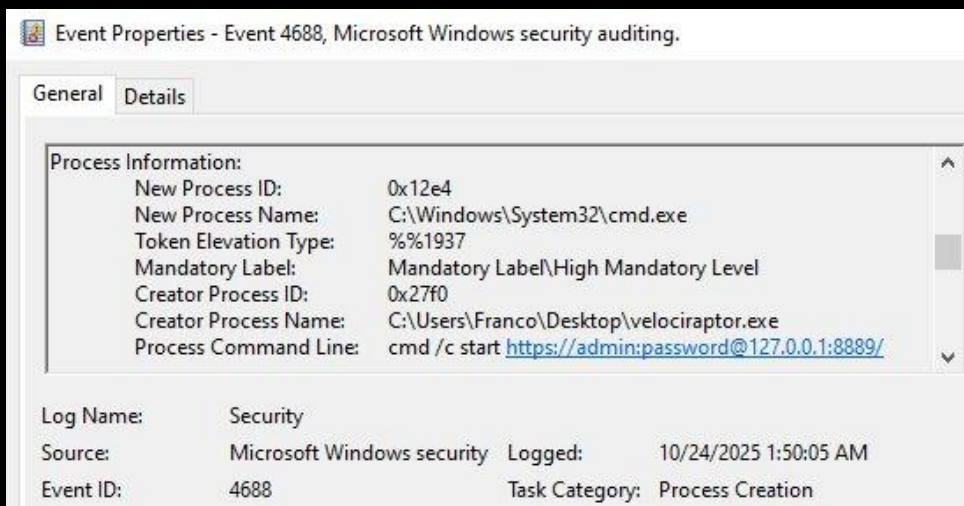 Event Properties - Event 4688, Microsoft Windows security auditing.
General Details
Process Information:
New Process ID: 0x12e4
New Process Name: C:\Windows\System32\cmd.exe
Token Elevation Type: %%1937
Mandatory Label: Mandatory Label\High Mandatory Level
Creator Process ID: 0x27f0
Creator Process Name: C:\Users\Franco\Desktop\velociraptor.exe
Process Command Line: cmd /c start https://admin:password@127.0.0.1:8889/
Log Name: Security
Source: Microsoft Windows security Logged: 10/24/2025 1:50:05 AM
Event ID: 4688 Task Category: Process Creation